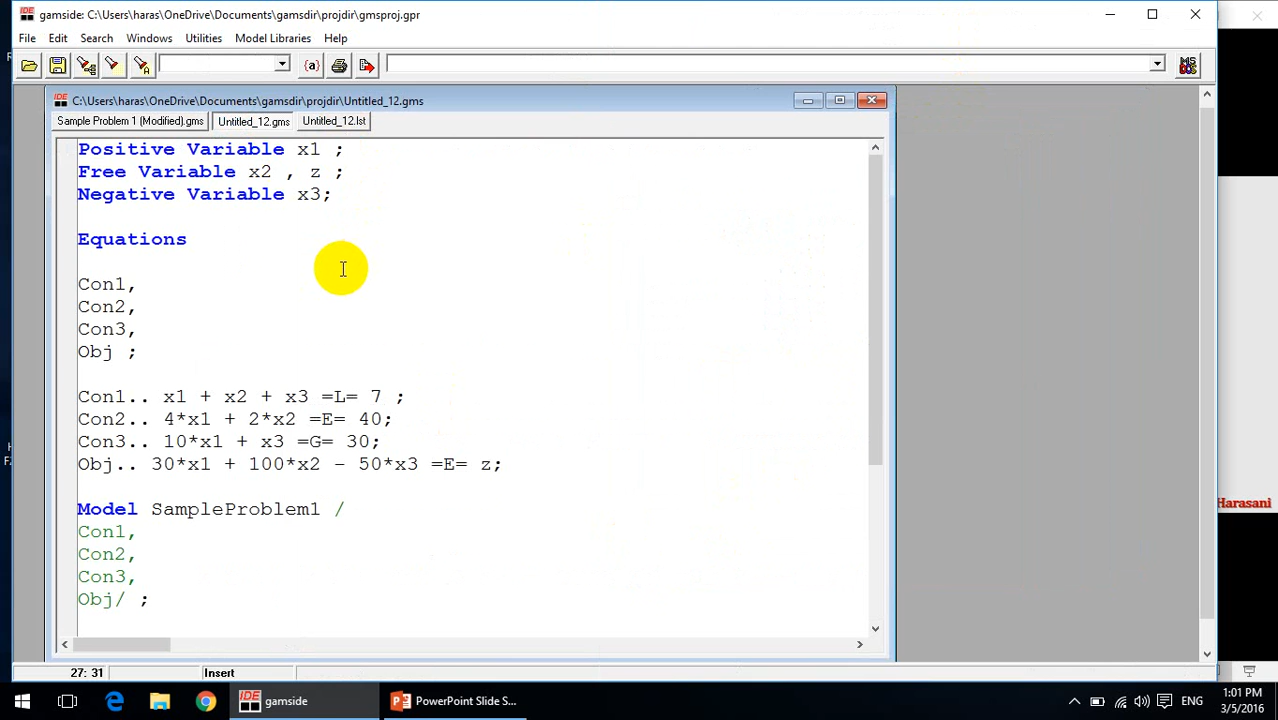 gamside: C:\Users\haras\OneDrive\Documents\gamsdir\projdir\gmsproj.gpr
File Edit Search Windows Utilities Model Libraries Help
C:\Users\haras\OneDrive\Documents\gamsdir\projdir\Untitled_12.gms
Sample Problem 1 (Modified).gms Untitled_12.gms Untitled_12.lst
Positive Variable x1 ;
Free Variable x2 , z ;
Negative Variable x3;
Equations
Con1,
Con2,
Con3,
Obj ;
Con1.. x1 + x2 + x3 =L= 7 ;
Con2.. 4*x1 + 2*x2 =E= 40;
Con3.. 10*x1 + x3 =G= 30;
Obj.. 30*x1 + 100*x2 - 50*x3 =E= z;
Model SampleProblem1 /
Con1,
Con2,
Con3,
Obj/ ;
Harasani
27: 31 Insert
IDE gamside PowerPoint Slide S... ENG 1:01 PM
3/5/2016